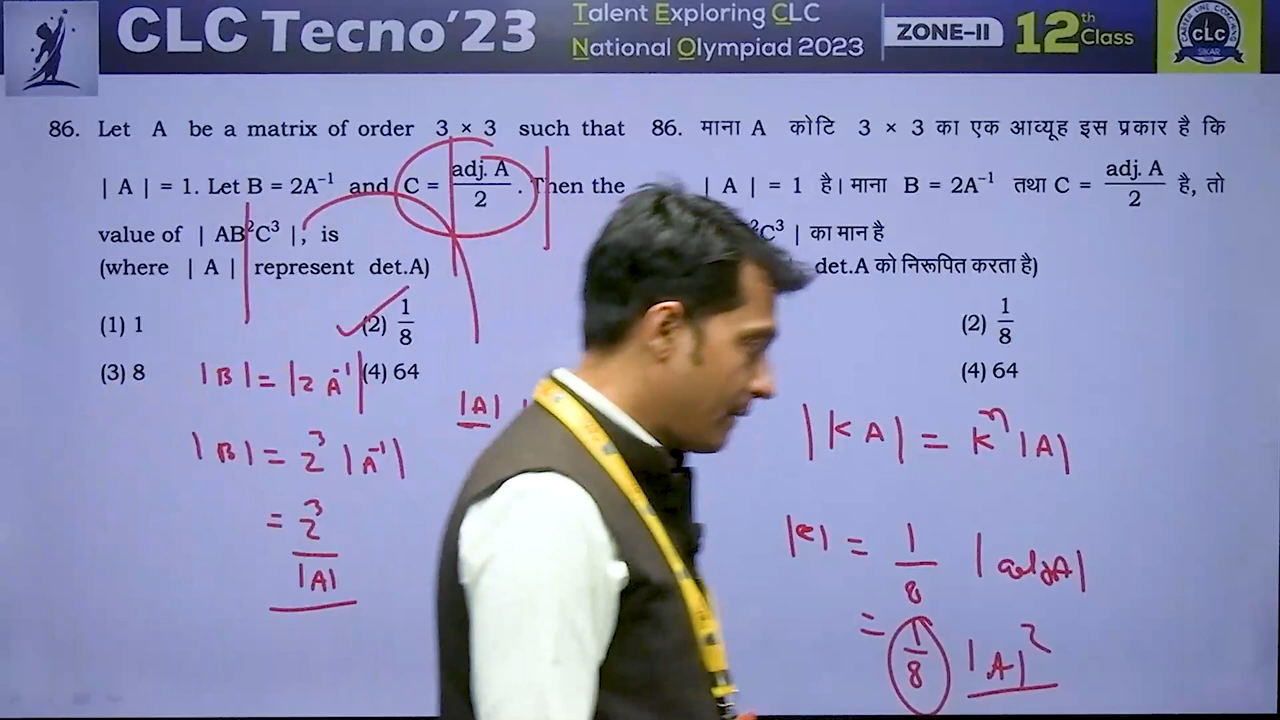 CLC Tecno'23
Talent Exploring CLC
National Olympiad 2023
ZONE–II
12th Class
CLC
SIKAR
86. Let A be a matrix of order 3 × 3 such that
| A | = 1. Let B = 2A⁻¹ and C = adj. A / 2 . Then the
value of | AB²C³ |, is
(where | A | represent det.A)
(1) 1 (2) 1/8
(3) 8 (4) 64
86. माना A कोटि 3 × 3 का एक आव्यूह इस प्रकार है कि
| A | = 1 है। माना B = 2A⁻¹ तथा C = adj. A / 2 है, तो
²C³ | का मान है
det.A को निरूपित करता है)
(2) 1/8
(4) 64
|B| = |2A⁻¹|
|B| = 2³ |A⁻¹|
= 2³ / |A|
|A|
|KA| = Kⁿ |A|
|C| = 1/8 |adjA|
= 1/8 |A|²